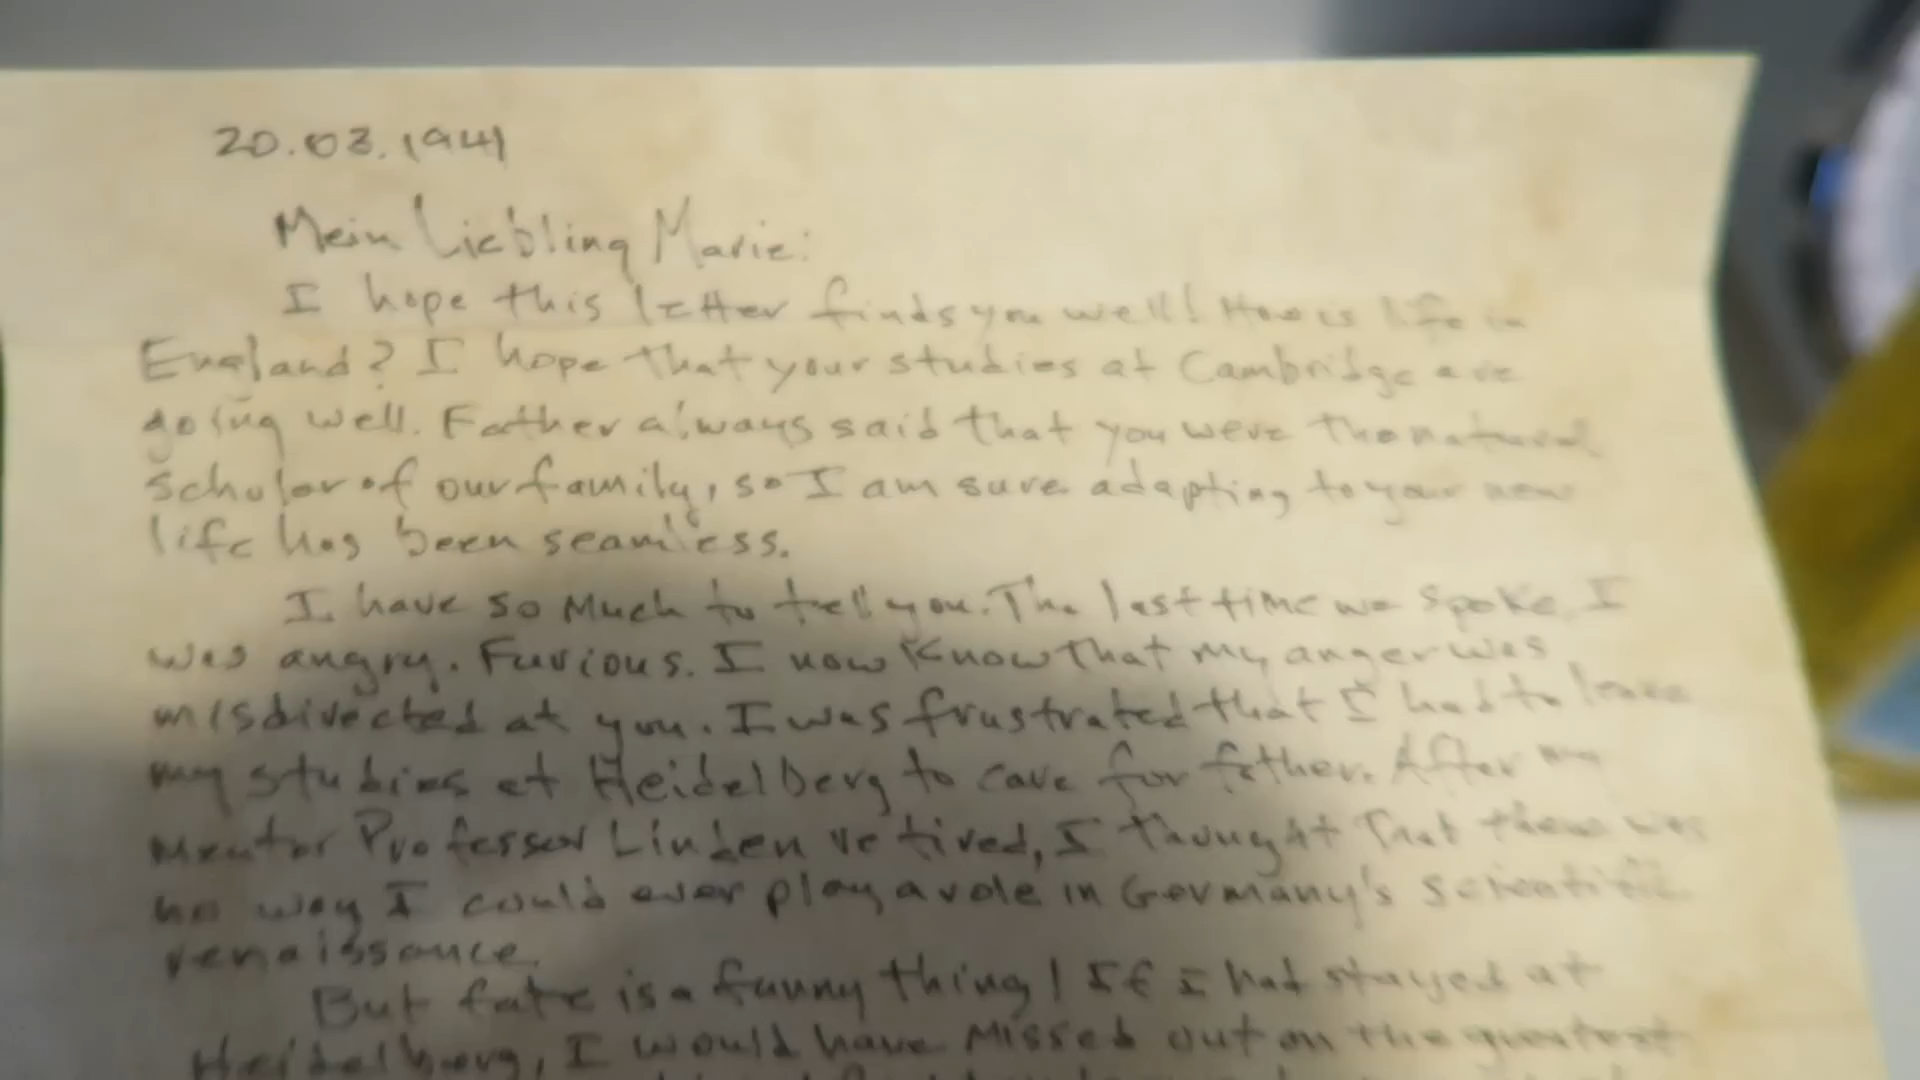 20.03.1941
Mein Liebling Marie:
I hope this letter finds you well! How is life in
England? I hope that your studies at Cambridge are
going well. Father always said that you were the natural
scholar of our family, so I am sure adapting to your new
life has been seamless.
I have so much to tell you. The last time we spoke, I
was angry. Furious. I now know that my anger was
misdirected at you. I was frustrated that I had to leave
my studies at Heidelberg to care for father. After my
mentor Professor Linden retired, I thought that there was
no way I could ever play a role in Germany's scientific
renaissance.
But fate is a funny thing! If I had stayed at
Heidelberg, I would have missed out on the greatest